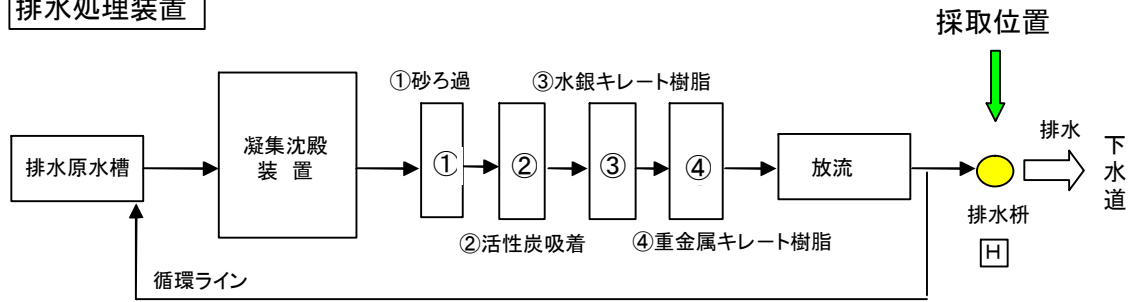 排水処理装置
採取位置
①砂ろ過
③水銀キレート樹脂
排水原水槽
凝集沈殿
装 置
①
②
③
④
放流
排水
下水道
排水枡
H
②活性炭吸着
④重金属キレート樹脂
循環ライン